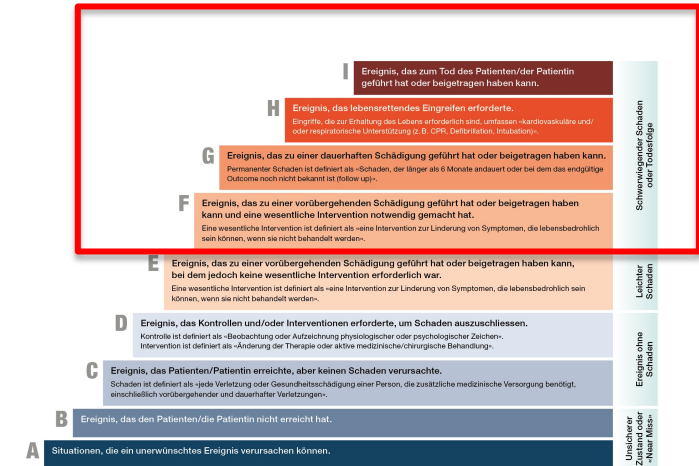 I
Ereignis, das zum Tod des Patienten/der Patientin
geführt hat oder beigetragen haben kann.
H
Ereignis, das lebensrettendes Eingreifen erforderte.
Eingriffe, die zur Erhaltung des Lebens erforderlich sind, umfassen «kardiovaskuläre und/
oder respiratorische Unterstützung (z. B. CPR, Defibrillation, Intubation)».
G
Ereignis, das zu einer dauerhaften Schädigung geführt hat oder beigetragen haben kann.
Permanenter Schaden ist definiert als «Schaden, der länger als 6 Monate andauert oder bei dem das endgültige
Outcome noch nicht bekannt ist (follow up)».
F
Ereignis, das zu einer vorübergehenden Schädigung geführt hat oder beigetragen haben
kann und eine wesentliche Intervention notwendig gemacht hat.
Eine wesentliche Intervention ist definiert als «eine Intervention zur Linderung von Symptomen, die lebensbedrohlich
sein können, wenn sie nicht behandelt werden».
Schwerwiegender Schaden
oder Todesfolge
E
Ereignis, das zu einer vorübergehenden Schädigung geführt hat oder beigetragen haben kann,
bei dem jedoch keine wesentliche Intervention erforderlich war.
Eine wesentliche Intervention ist definiert als «eine Intervention zur Linderung von Symptomen, die lebensbedrohlich sein
können, wenn sie nicht behandelt werden».
Leichter
Schaden
D
Ereignis, das Kontrollen und/oder Interventionen erforderte, um Schaden auszuschliessen.
Kontrolle ist definiert als «Beobachtung oder Aufzeichnung physiologischer oder psychologischer Zeichen».
Intervention ist definiert als «Änderung der Therapie oder aktive medizinische/chirurgische Behandlung».
C
Ereignis, das Patienten/Patientin erreichte, aber keinen Schaden verursachte.
Schaden ist definiert als «jede Verletzung oder Gesundheitsschädigung einer Person, die zusätzliche medizinische Versorgung benötigt,
einschließlich vorübergehender und dauerhafter Verletzungen».
Ereignis ohne
Schaden
B
Ereignis, das den Patienten/die Patientin nicht erreicht hat.
A
Situationen, die ein unerwünschtes Ereignis verursachen können.
Unsicherer
Zustand oder
«Near Miss»